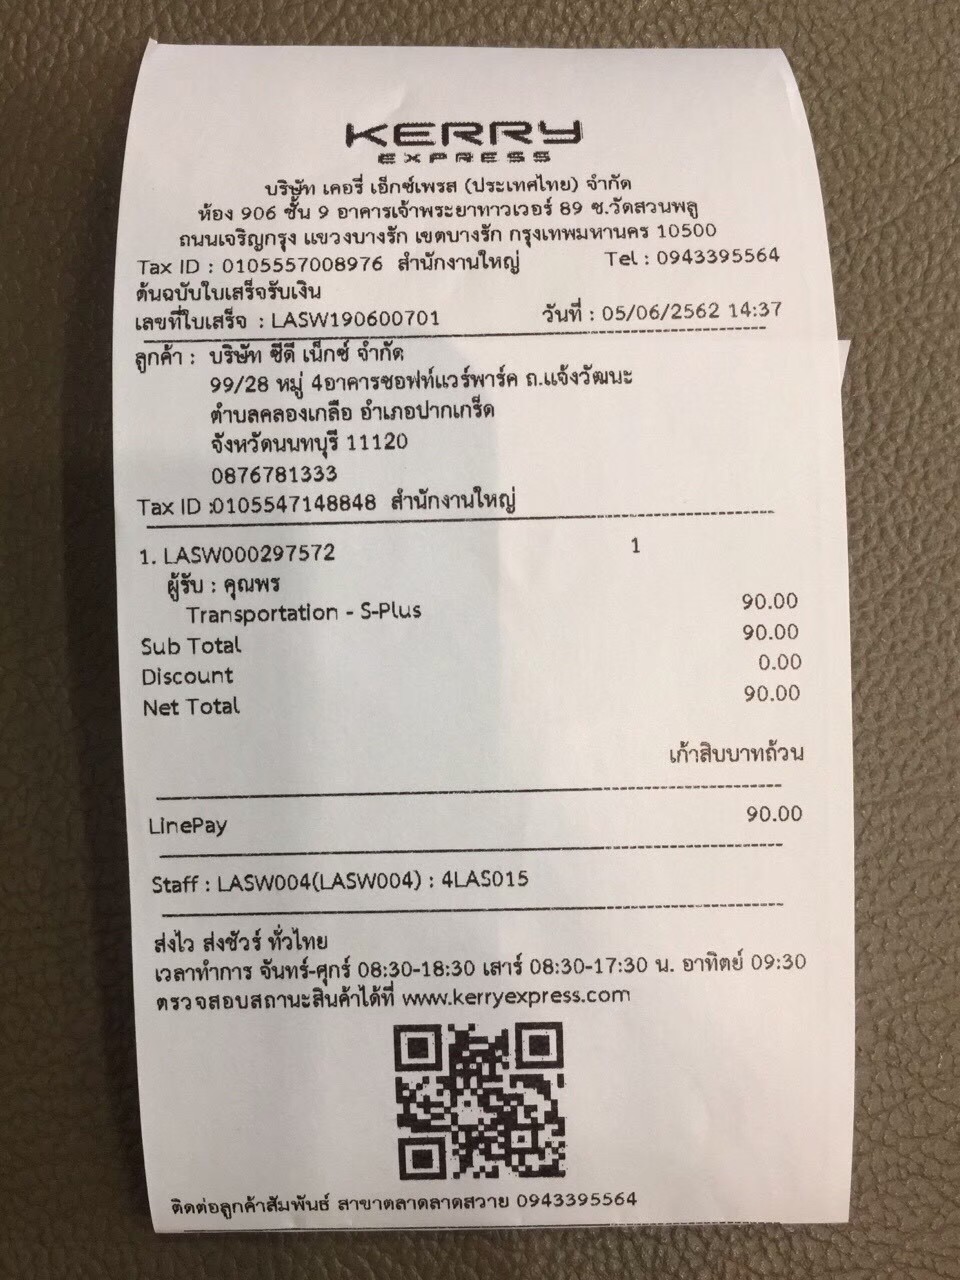 KERRY
EXPRESS
บริษัท เคอรี่ เอ็กซ์เพรส (ประเทศไทย) จำกัด
ห้อง 906 ชั้น 9 อาคารเจ้าพระยาทาวเวอร์ 89 ซ.วัดสวนพลู
ถนนเจริญกรุง แขวงบางรัก เขตบางรัก กรุงเทพมหานคร 10500
Tax ID : 0105557008976 สำนักงานใหญ่ Tel : 0943395564
ต้นฉบับใบเสร็จรับเงิน
เลขที่ใบเสร็จ : LASW190600701 วันที่ : 05/06/2562 14:37
ลูกค้า : บริษัท ซีดี เน็กซ์ จำกัด
99/28 หมู่ 4อาคารซอฟท์แวร์พาร์ค ถ.แจ้งวัฒนะ
ตำบลคลองเกลือ อำเภอปากเกร็ด
จังหวัดนนทบุรี 11120
0876781333
Tax ID :0105547148848 สำนักงานใหญ่
1. LASW000297572 1
ผู้รับ : คุณพร
Transportation - S-Plus 90.00
Sub Total 90.00
Discount 0.00
Net Total 90.00
เก้าสิบบาทถ้วน
LinePay 90.00
Staff : LASW004(LASW004) : 4LAS015
ส่งไว ส่งชัวร์ ทั่วไทย
เวลาทำการ จันทร์-ศุกร์ 08:30-18:30 เสาร์ 08:30-17:30 น. อาทิตย์ 09:30
ตรวจสอบสถานะสินค้าได้ที่ www.kerryexpress.com
ติดต่อลูกค้าสัมพันธ์ สาขาตลาดลาดสวาย 0943395564